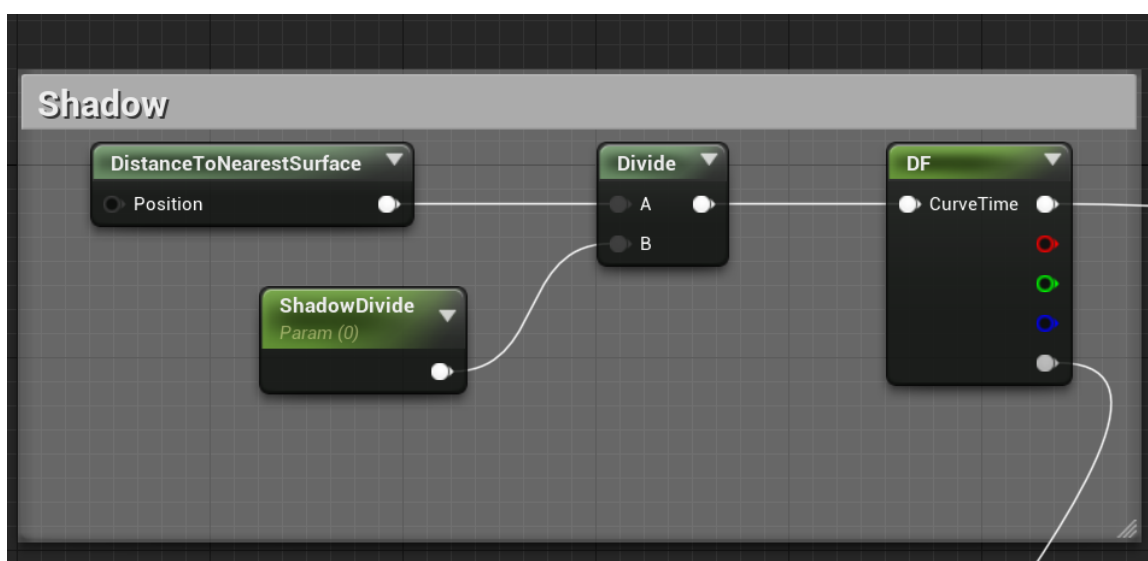 Shadow
DistanceToNearestSurface
Position
Divide
A
B
DF
CurveTime
ShadowDivide
Param (0)